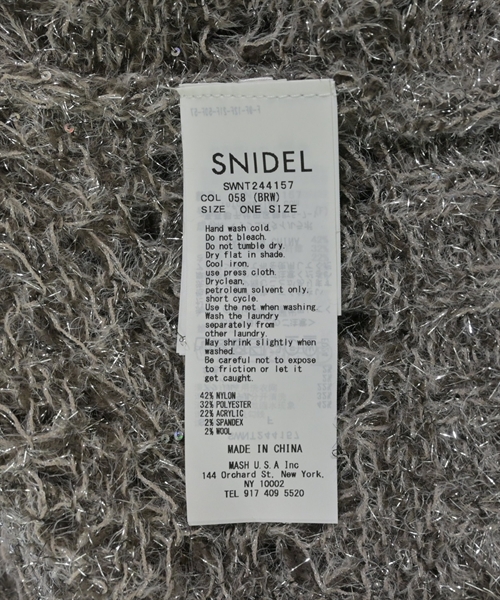 SNIDEL
SWNT244157
COL 058 (BRW)
SIZE ONE SIZE
Hand wash cold.
Do not bleach.
Do not tumble dry.
Dry flat in shade.
Cool iron,
use press cloth.
Dryclean,
petroleum solvent only,
short cycle.
Use the net when washing.
Wash the laundry
separately from
other laundry.
May shrink slightly when
washed.
Be careful not to expose
to friction or let it
get caught.
42% NYLON
32% POLYESTER
22% ACRYLIC
2% SPANDEX
2% WOOL
MADE IN CHINA
MASH U.S.A Inc
144 Orchard St, New York,
NY 10002
TEL 917 409 5520